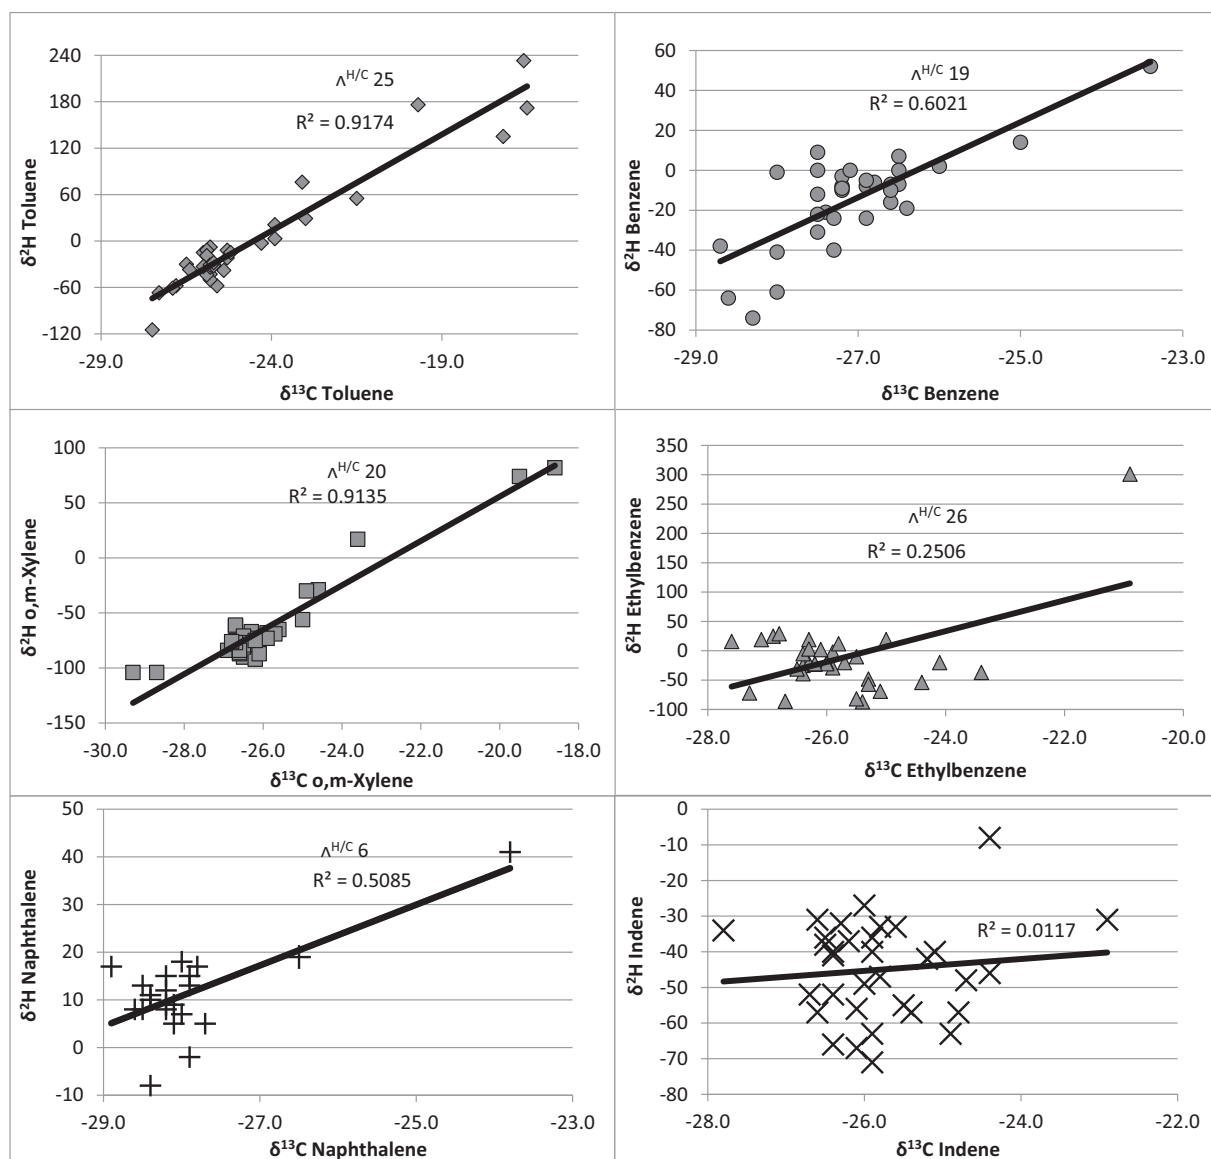 240
180
120
60
0
-60
-120
-29.0 -24.0 -19.0
δ²H Toluene
δ¹³C Toluene
ʌH/C 25
R² = 0.9174
60
40
20
0
-20
-40
-60
-80
-29.0 -27.0 -25.0 -23.0
δ²H Benzene
δ¹³C Benzene
ʌH/C 19
R² = 0.6021
100
50
0
-50
-100
-150
-30.0 -28.0 -26.0 -24.0 -22.0 -20.0 -18.0
δ²H o,m-Xylene
δ¹³C o,m-Xylene
ʌH/C 20
R² = 0.9135
350
300
250
200
150
100
50
0
-50
-100
-28.0 -26.0 -24.0 -22.0 -20.0
δ²H Ethylbenzene
δ¹³C Ethylbenzene
ʌH/C 26
R² = 0.2506
50
40
30
20
10
0
-10
-29.0 -27.0 -25.0 -23.0
δ²H Naphthalene
δ¹³C Naphthalene
ʌH/C 6
R² = 0.5085
0
-10
-20
-30
-40
-50
-60
-70
-80
-28.0 -26.0 -24.0 -22.0
δ²H Indene
δ¹³C Indene
R² = 0.0117